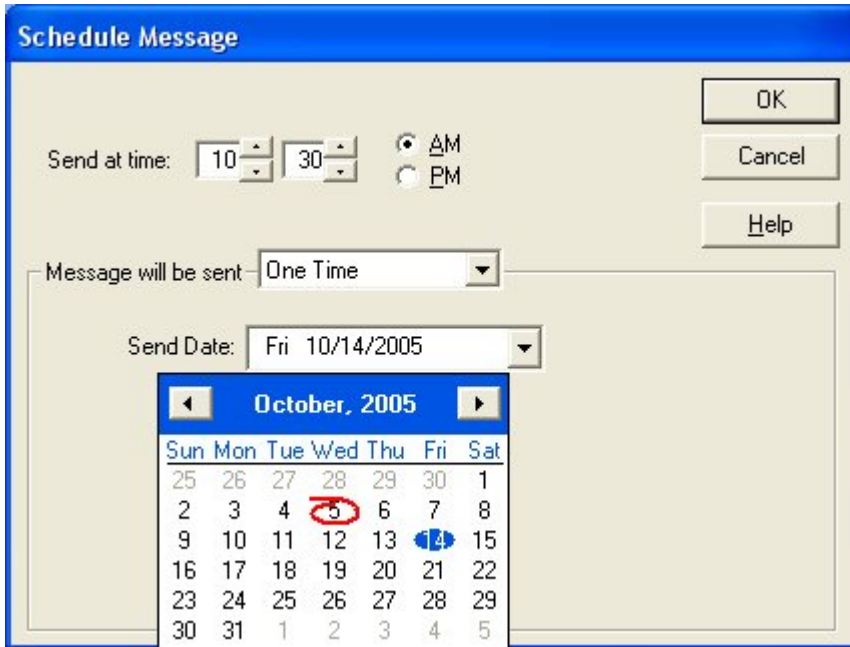 Schedule Message
OK
Send at time: 10 30 AM
PM
Cancel
Help
Message will be sent One Time
Send Date: Fri 10/14/2005
October, 2005
Sun Mon Tue Wed Thu Fri Sat
25 26 27 28 29 30 1
2 3 4 5 6 7 8
9 10 11 12 13 14 15
16 17 18 19 20 21 22
23 24 25 26 27 28 29
30 31 1 2 3 4 5